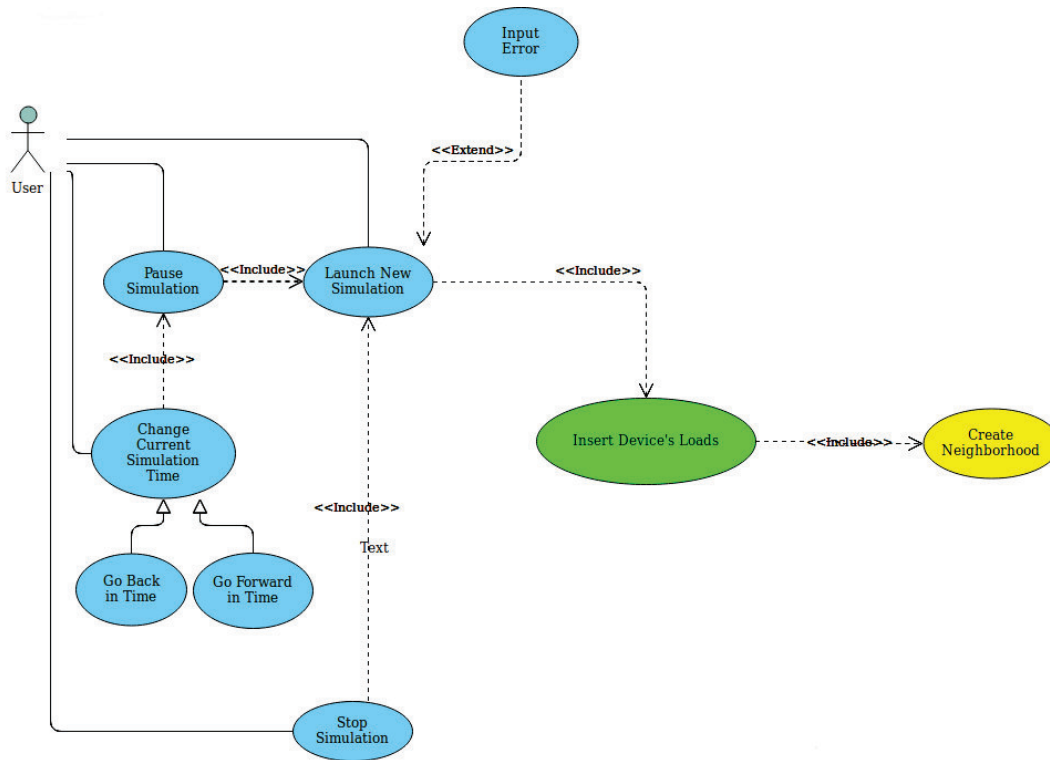 Input
Error
<<Extend>>
User
Pause
Simulation
<<Include>>
Launch New
Simulation
<<Include>>
<<Include>>
Change
Current
Simulation
Time
Insert Device's Loads
<<Include>>
Create
Neighborhood
<<Include>>
Text
Go Back
in Time
Go Forward
in Time
Stop
Simulation